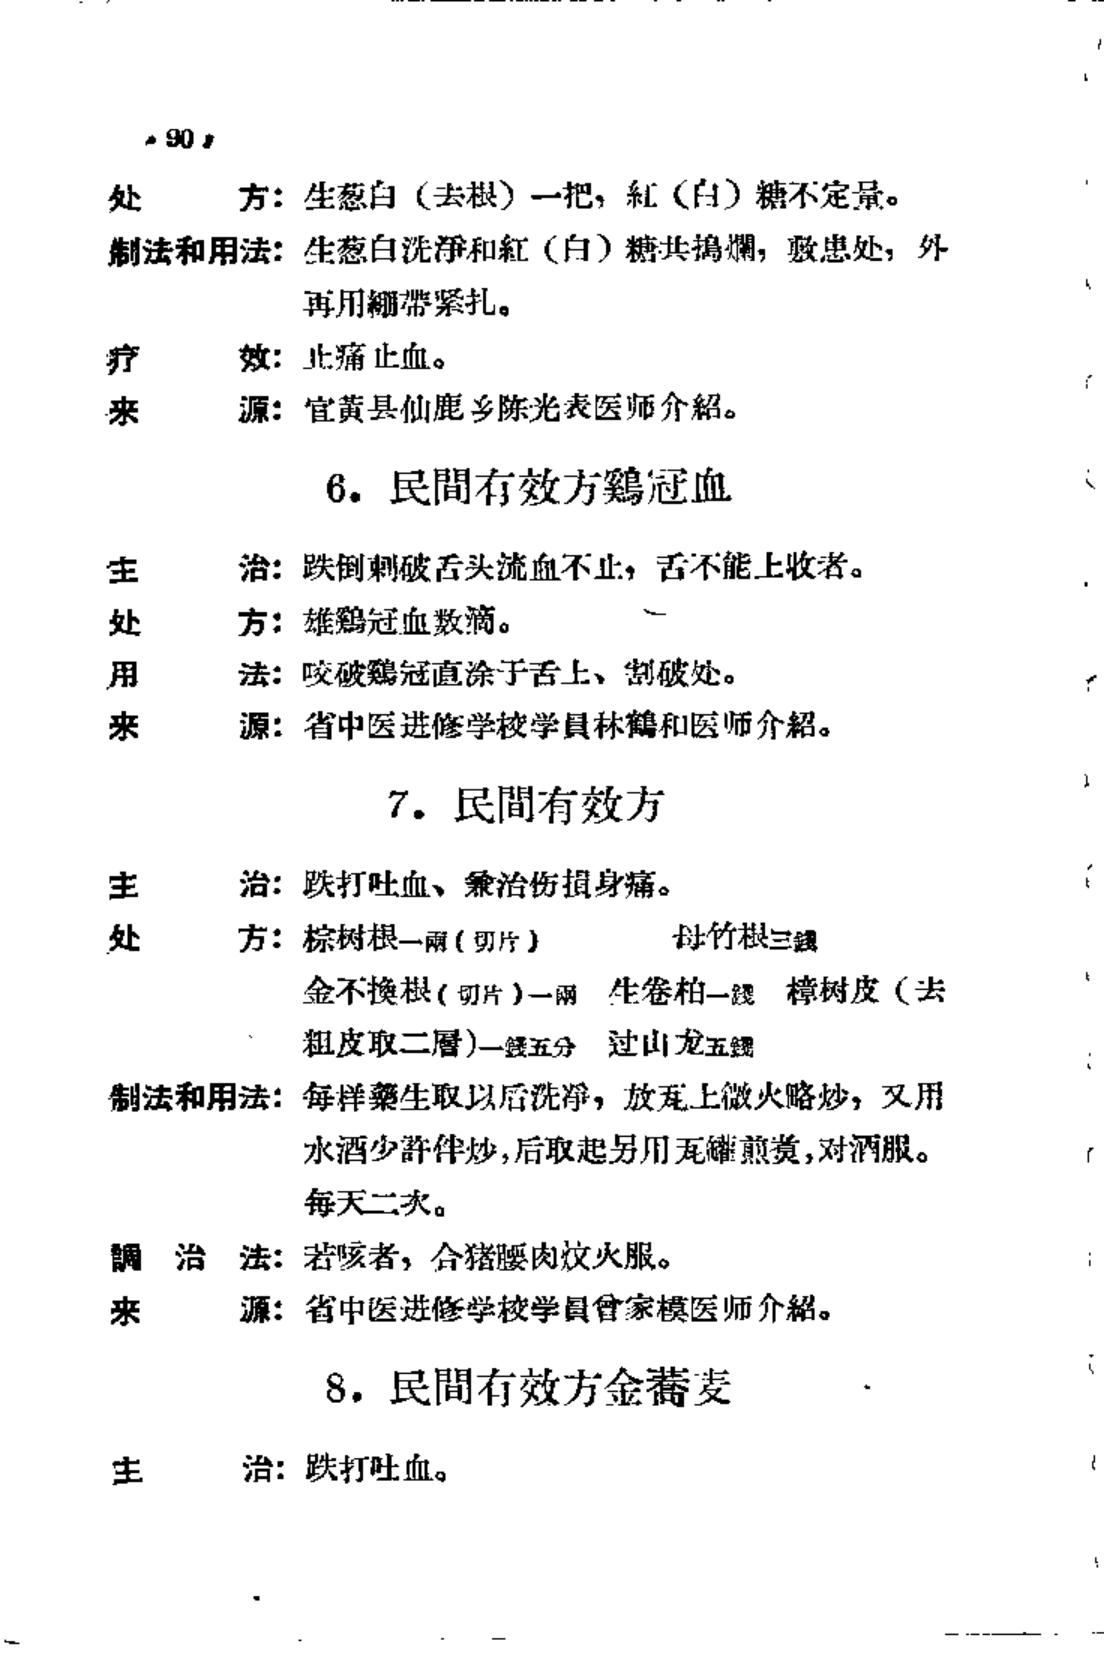 ·90·
处　　方：生葱白（去根）一把，紅（白）糖不定量。
制法和用法：生葱白洗淨和紅（白）糖共搗爛，敷患处，外
再用綳帶紧扎。
疗　　效：止痛止血。
来　　源：宜黃县仙鹿乡陈光表医师介紹。
6．民間有效方鷄冠血
主　　治：跌倒刺破舌头流血不止，舌不能上收者。
处　　方：雄鷄冠血数滴。
用　　法：咬破鷄冠直涂于舌上、割破处。
来　　源：省中医进修学校学員林鶴和医师介紹。
7．民間有效方
主　　治：跌打吐血、兼治伤損身痛。
处　　方：棕树根一兩(切片)　　母竹根三錢
金不換根(切片)一兩　生卷柏一錢　樟树皮（去
粗皮取二層)一錢五分　过山龙五錢
制法和用法：每样藥生取以后洗淨，放瓦上微火略炒，又用
水酒少許伴炒，后取起另用瓦罐煎煑，对酒服。
每天二次。
調　治　法：若咳者，合猪腰肉炆火服。
来　　源：省中医进修学校学員曾家模医师介紹。
8．民間有效方金蕎麦
主　　治：跌打吐血。